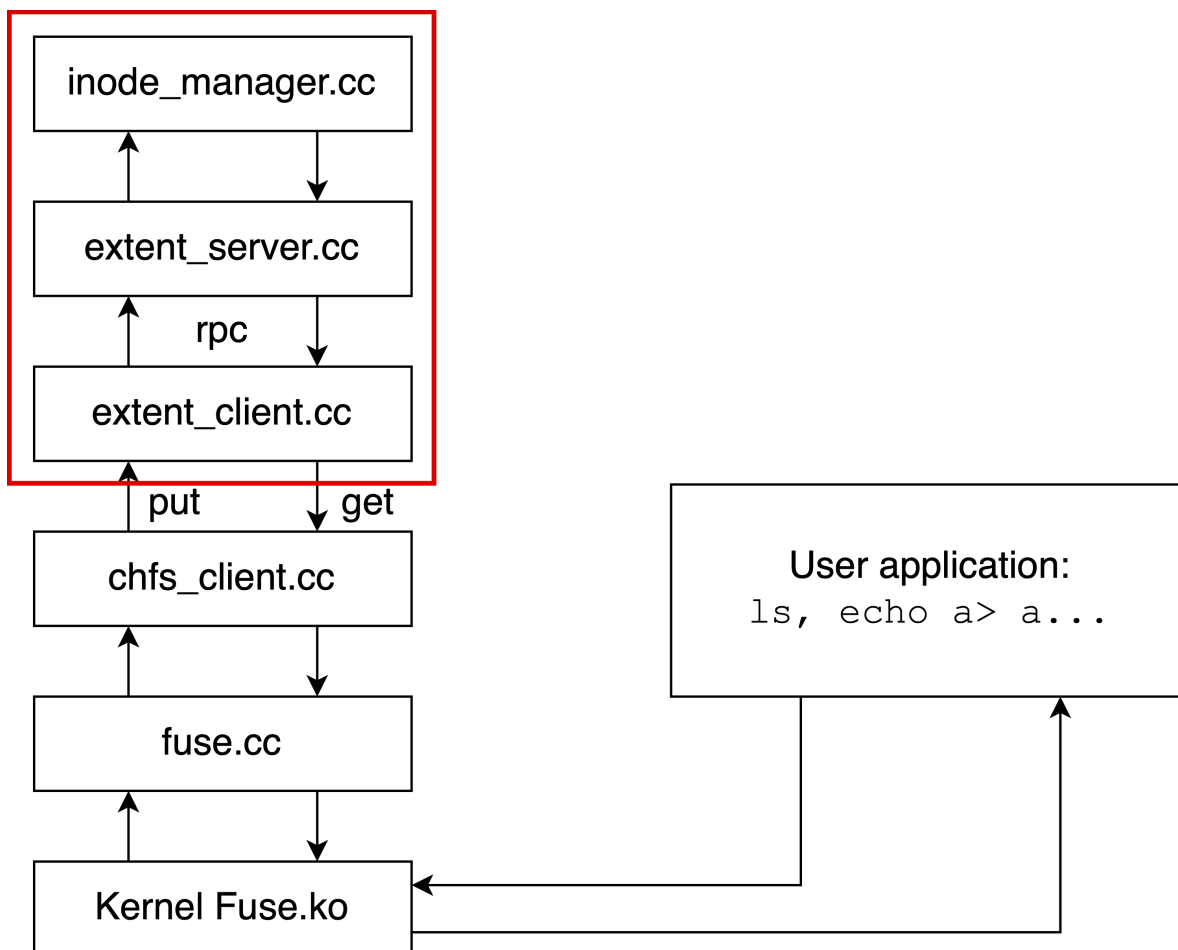 inode_manager.cc
extent_server.cc
rpc
extent_client.cc
put
get
chfs_client.cc
fuse.cc
Kernel Fuse.ko
User application:
ls, echo a> a...